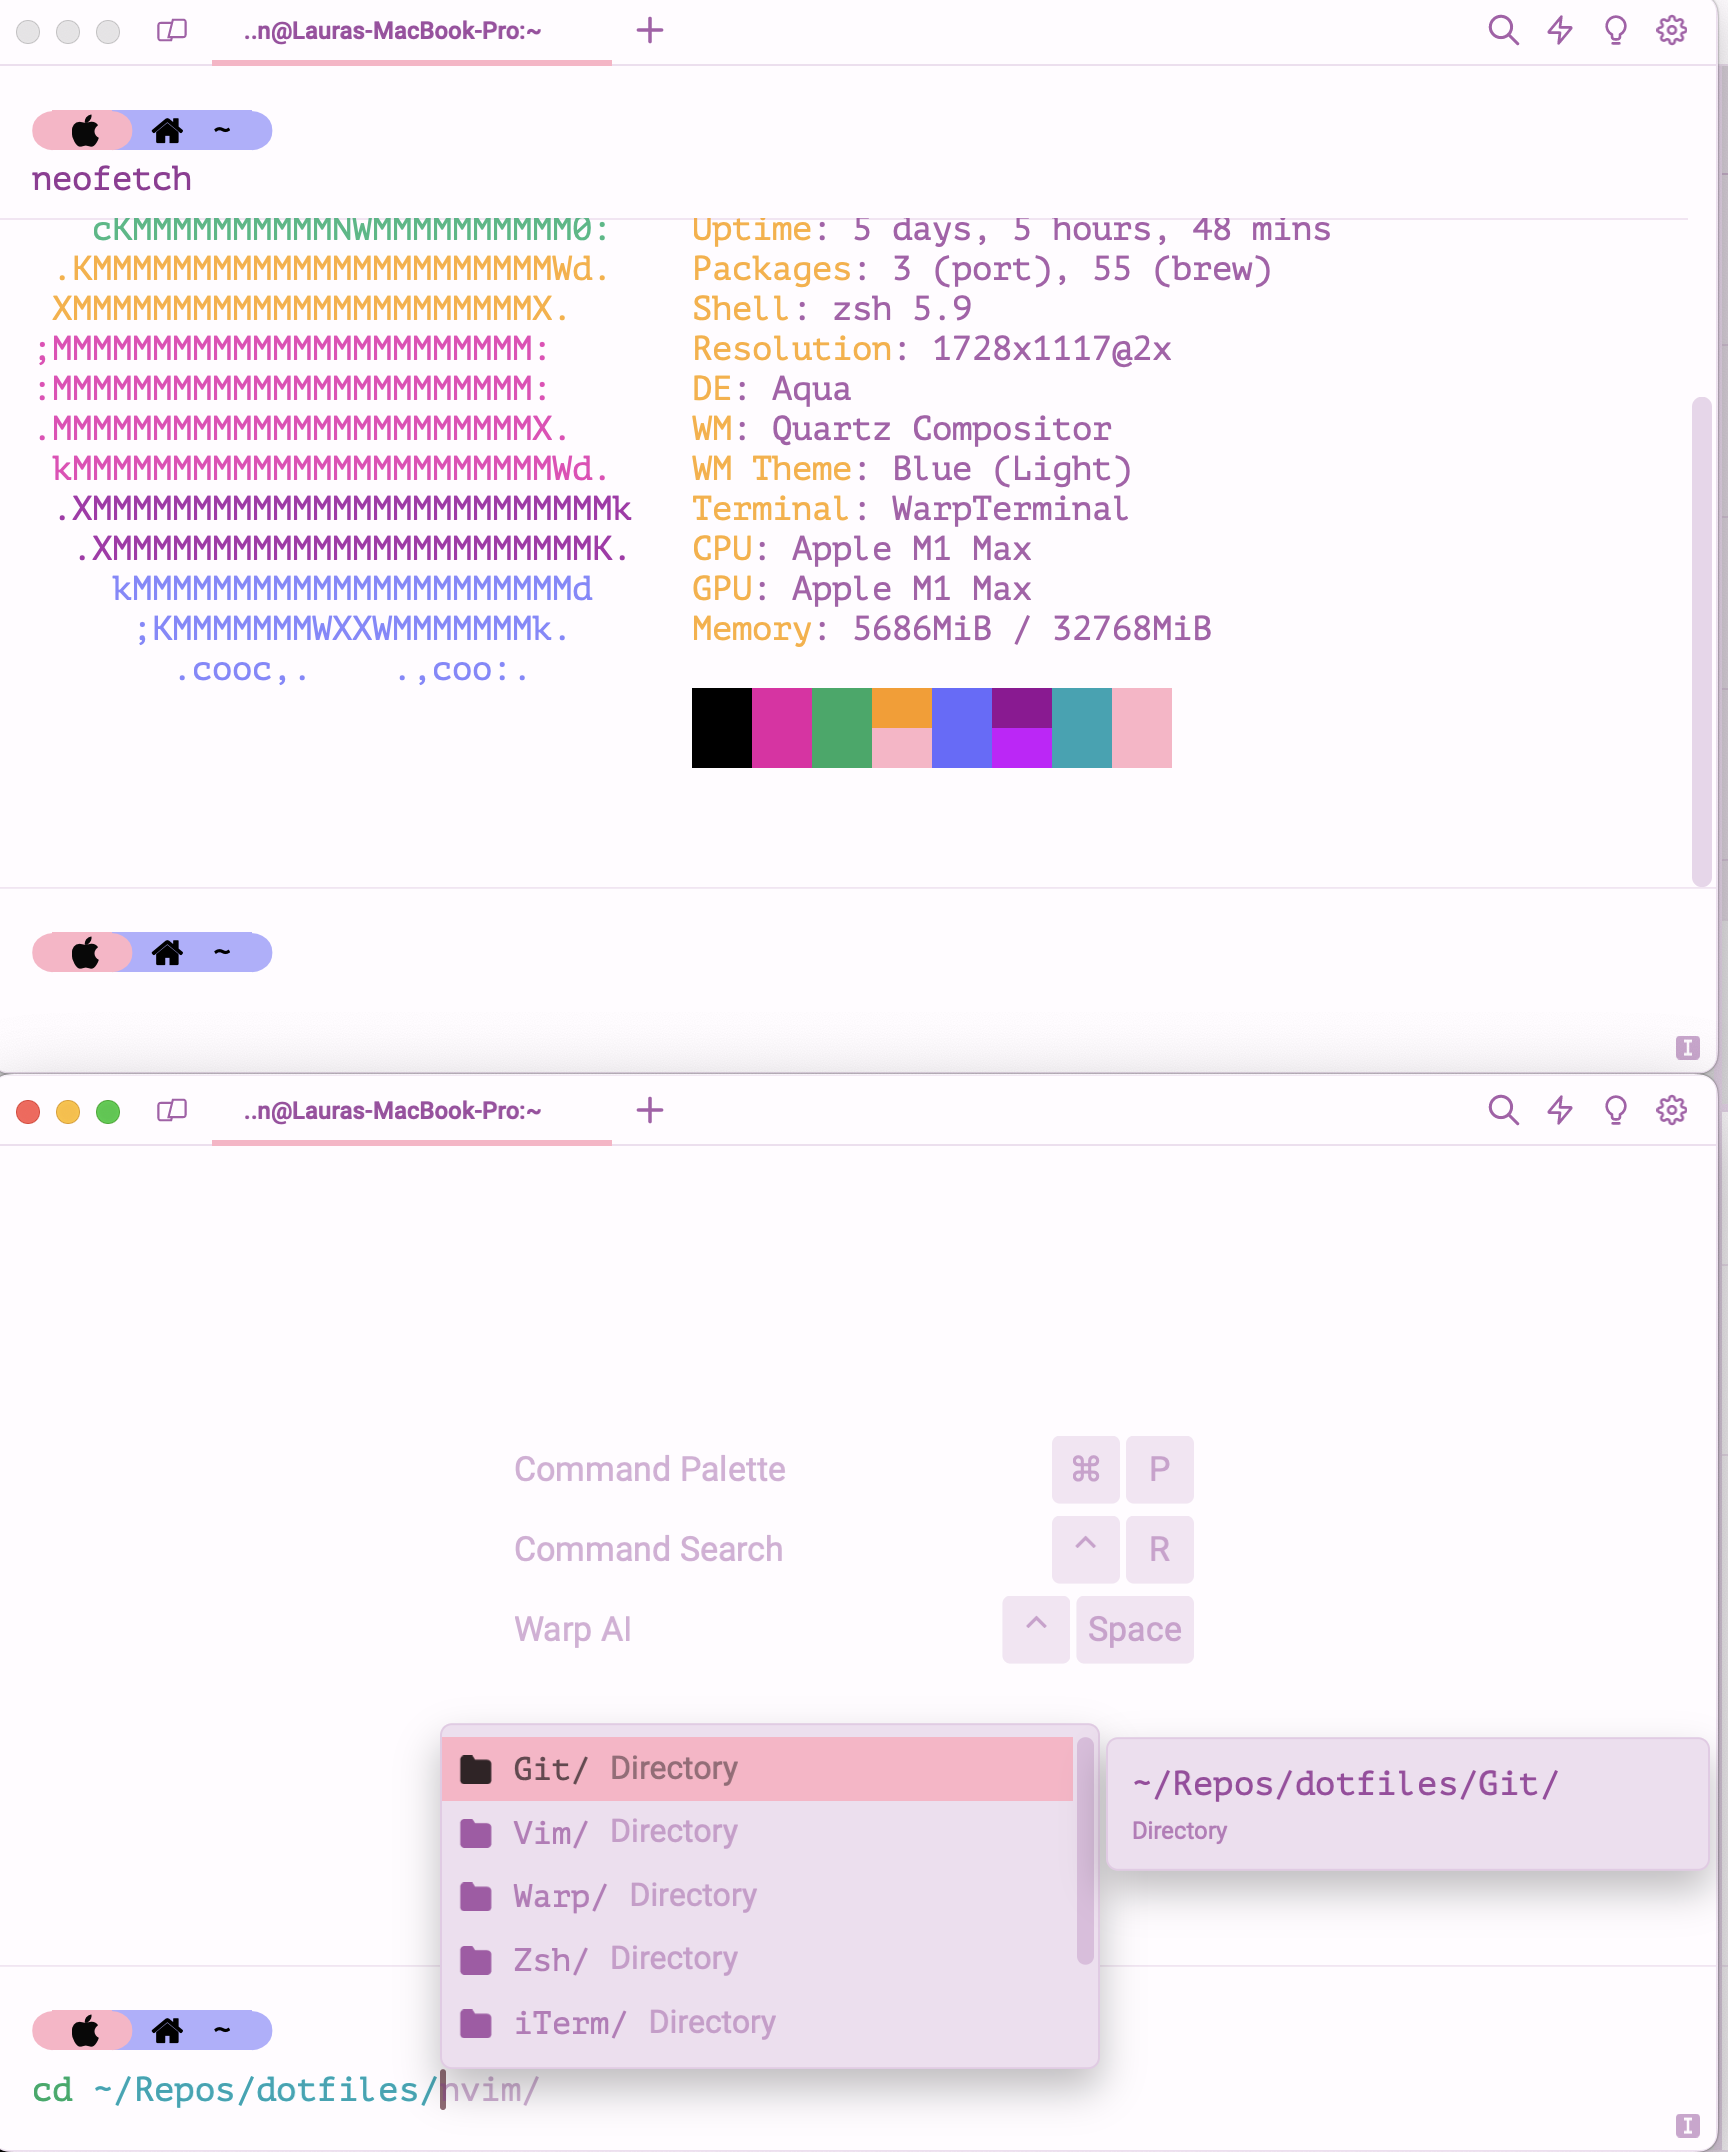 ..n@Lauras-MacBook-Pro:~
~
neofetch
cKMMMMMMMMMMNWMMMMMMMMMM0:
Uptime: 5 days, 5 hours, 48 mins
.KMMMMMMMMMMMMMMMMMMMMMMMWd.
Packages: 3 (port), 55 (brew)
XMMMMMMMMMMMMMMMMMMMMMMMX.
Shell: zsh 5.9
;MMMMMMMMMMMMMMMMMMMMMMMM:
Resolution: 1728x1117@2x
:MMMMMMMMMMMMMMMMMMMMMMMM:
DE: Aqua
.MMMMMMMMMMMMMMMMMMMMMMMMX.
WM: Quartz Compositor
kMMMMMMMMMMMMMMMMMMMMMMMMWd.
WM Theme: Blue (Light)
.XMMMMMMMMMMMMMMMMMMMMMMMMMMk
Terminal: WarpTerminal
.XMMMMMMMMMMMMMMMMMMMMMMMMK.
CPU: Apple M1 Max
kMMMMMMMMMMMMMMMMMMMMMMd
GPU: Apple M1 Max
;KMMMMMMMWXXWMMMMMMMk.
Memory: 5686MiB / 32768MiB
.cooc,.    .,coo:.
~
I
..n@Lauras-MacBook-Pro:~
Command Palette ⌘ P
Command Search ^ R
Warp AI ^ Space
Git/ Directory
Vim/ Directory
Warp/ Directory
Zsh/ Directory
iTerm/ Directory
~/Repos/dotfiles/Git/
Directory
~
cd ~/Repos/dotfiles/nvim/
I